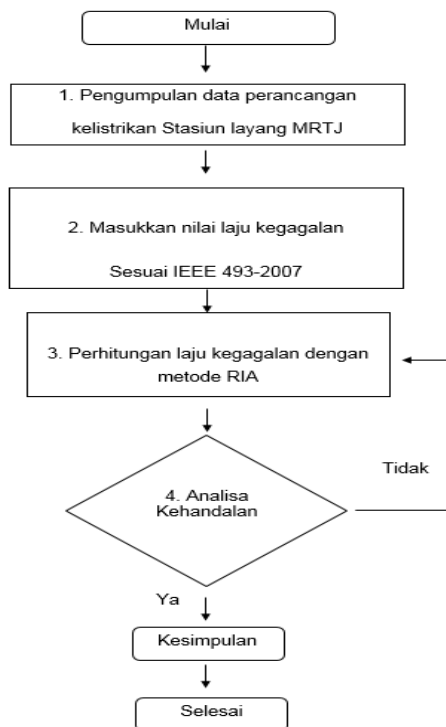 Mulai
1. Pengumpulan data perancangan
kelistrikan Stasiun layang MRTJ
2. Masukkan nilai laju kegagalan
Sesuai IEEE 493-2007
3. Perhitungan laju kegagalan dengan
metode RIA
Tidak
4. Analisa
Kehandalan
Ya
Kesimpulan
Selesai